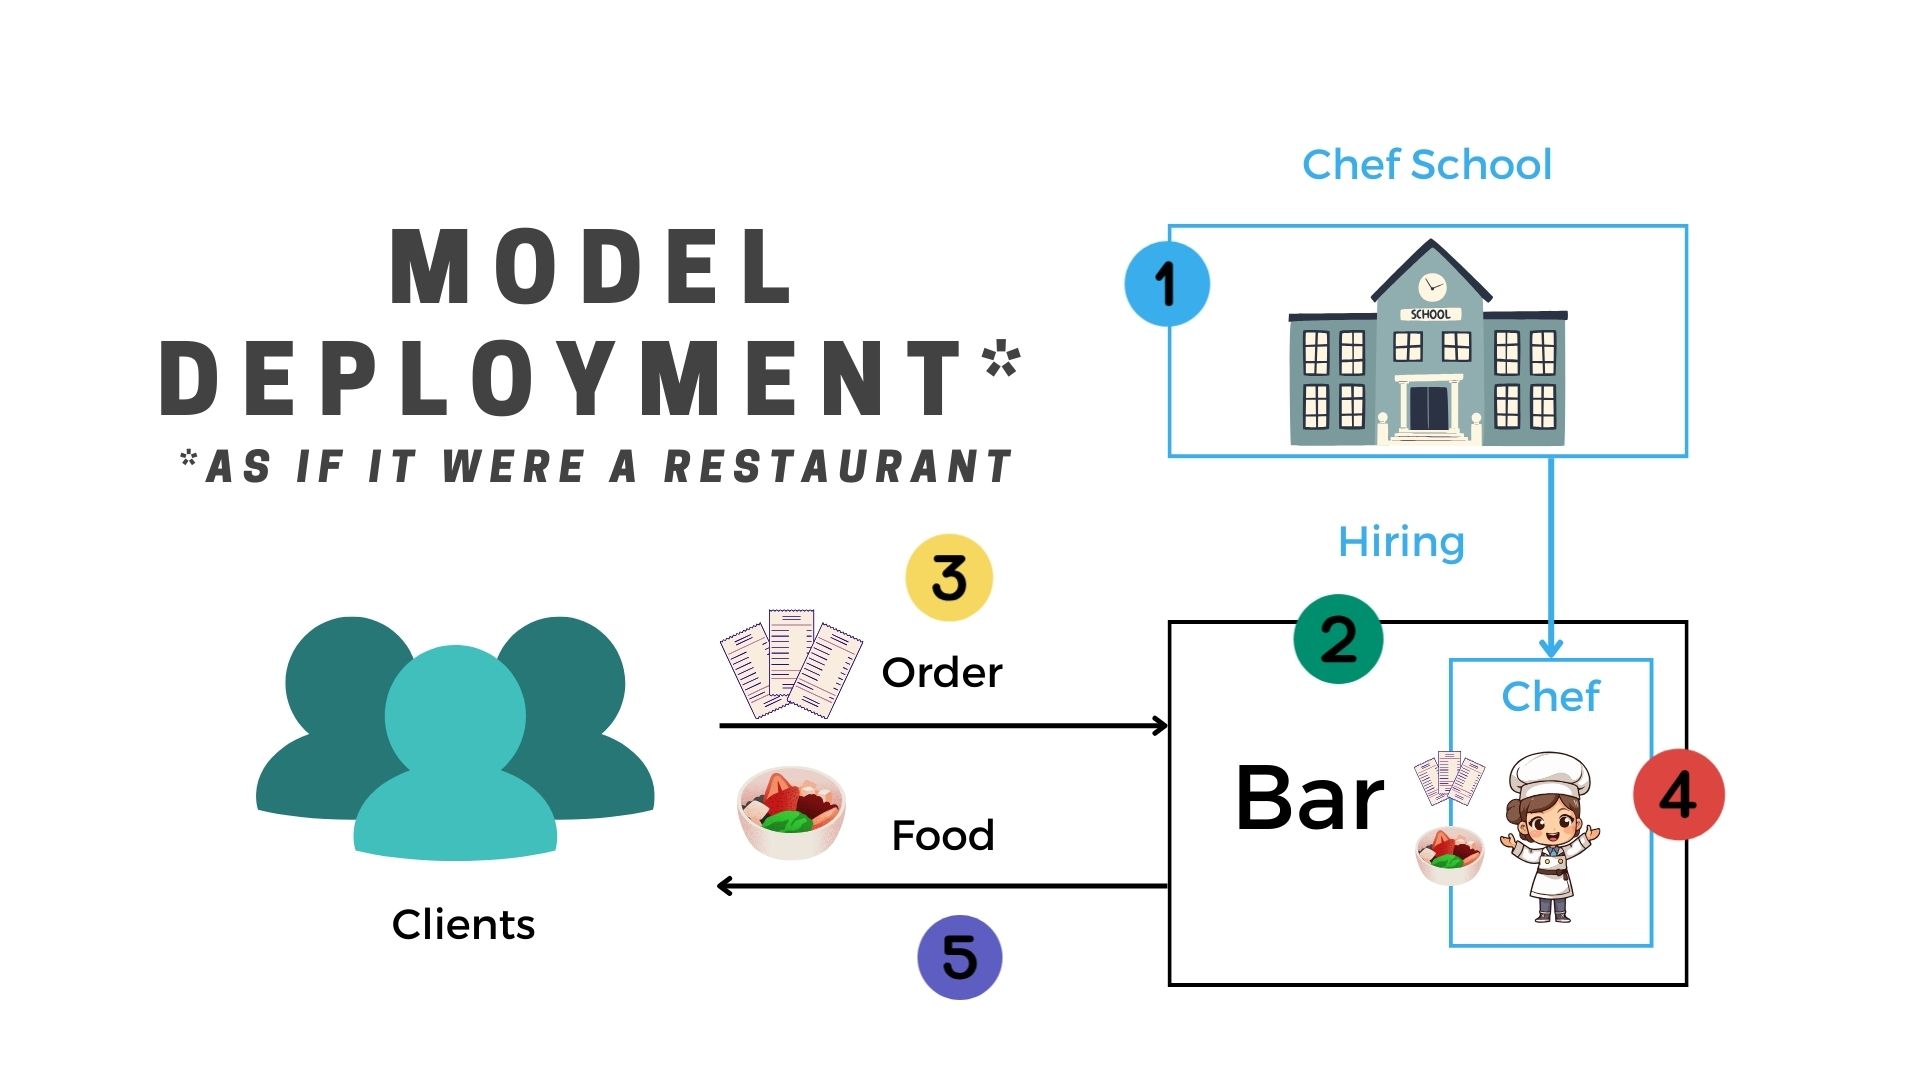 MODEL
DEPLOYMENT*
*AS IF IT WERE A RESTAURANT
Chef School
1
SCHOOL
Hiring
3
Order
2
Chef
Bar
4
Food
Clients
5